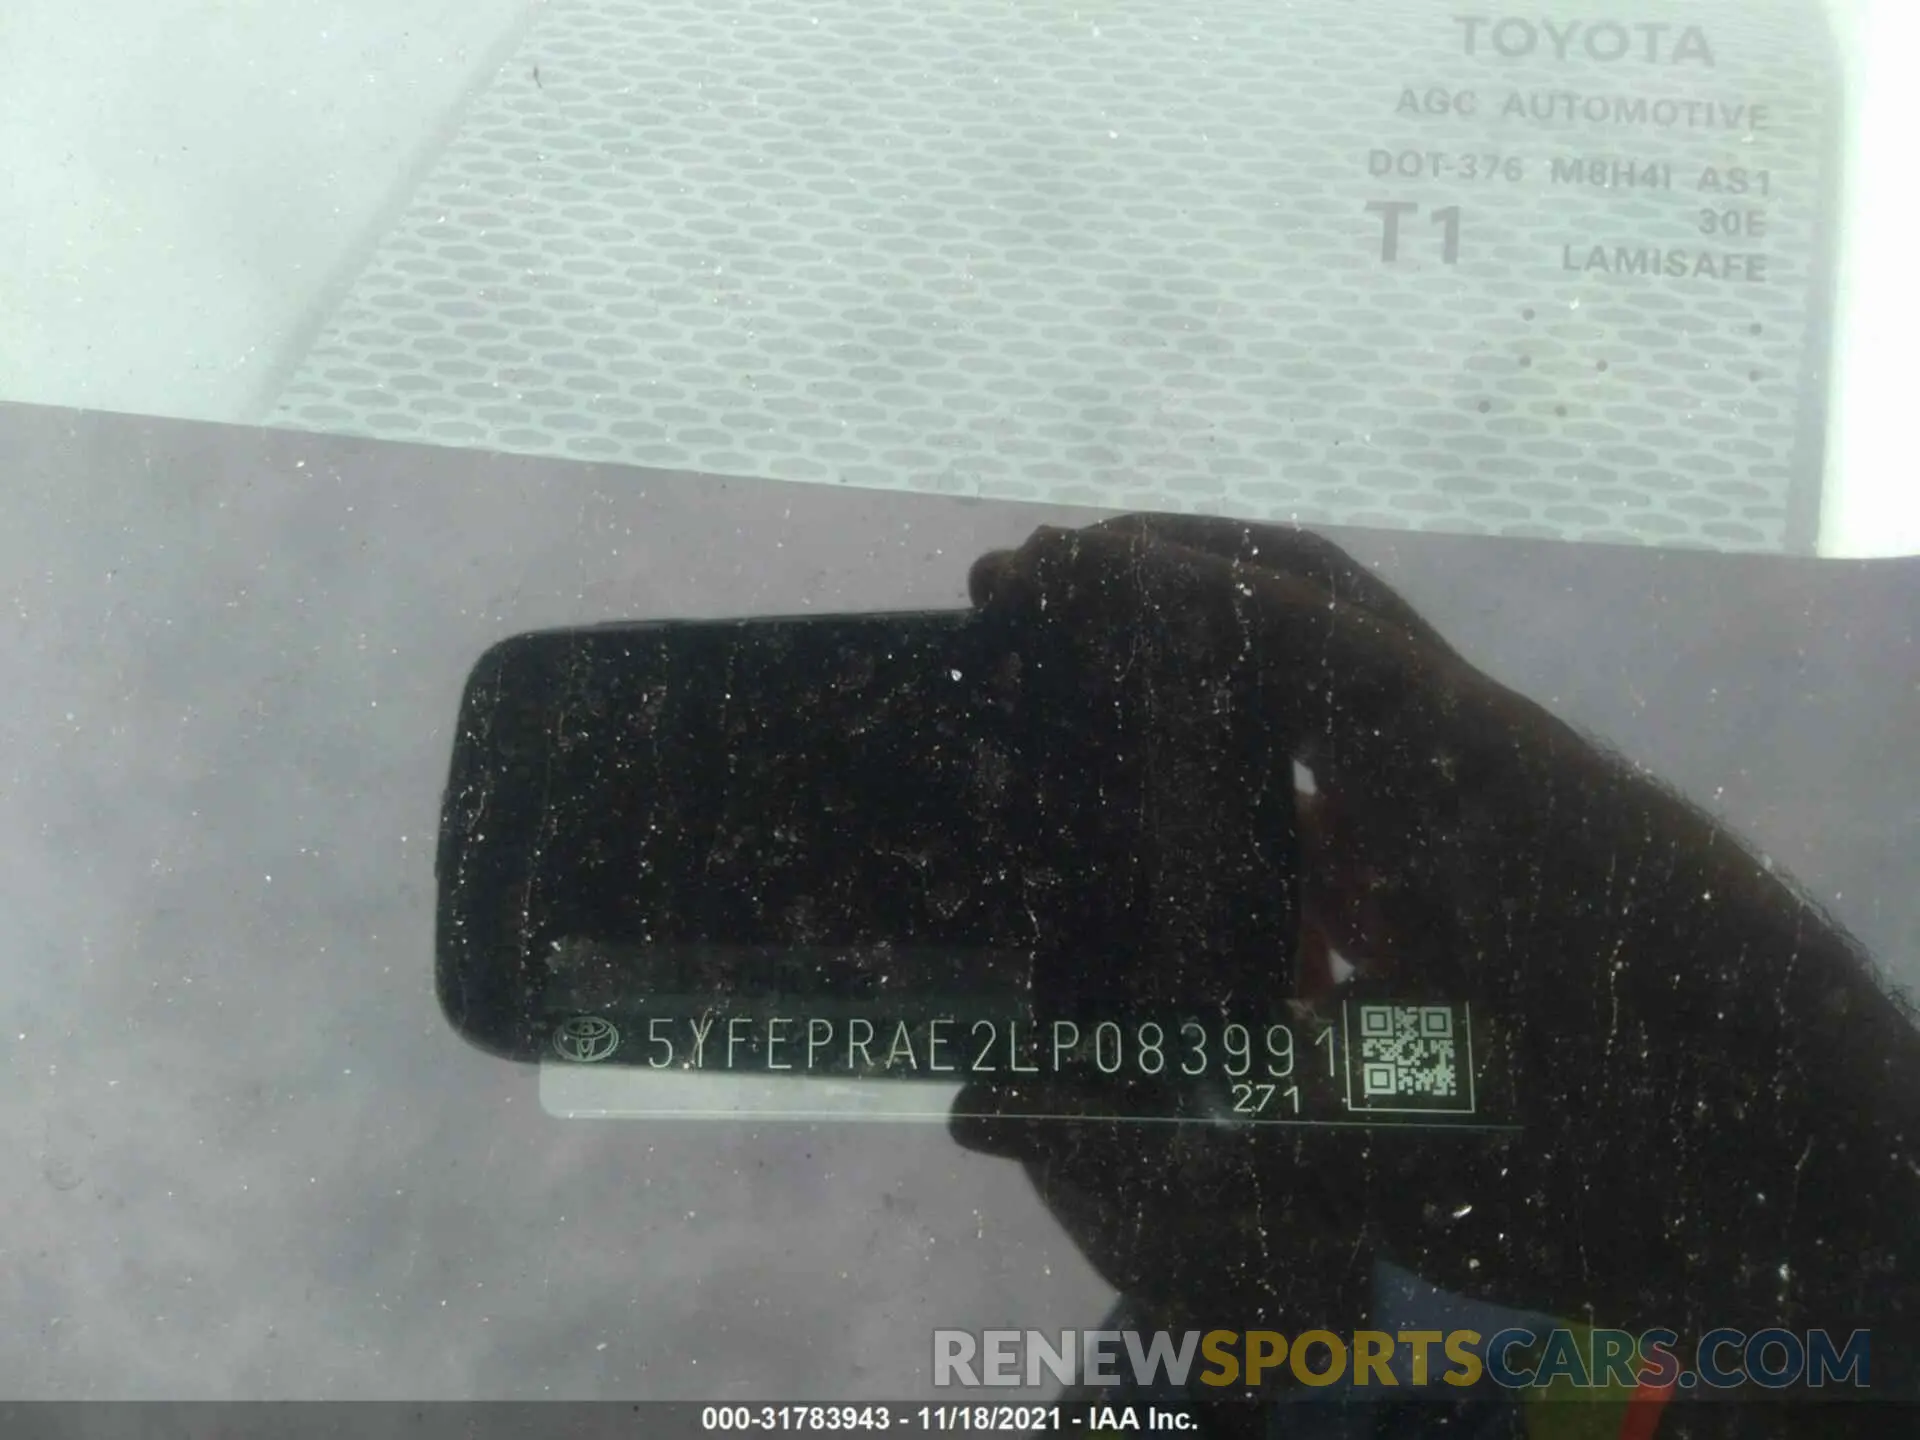 TOYOTA
AGC AUTOMOTIVE
DOT-376 M8H4I AS1
T1 30E
LAMISAFE
5YFEPRAE2LP083991
271
RENEWSPORTSCARS.COM
000-31783943 - 11/18/2021 - IAA Inc.